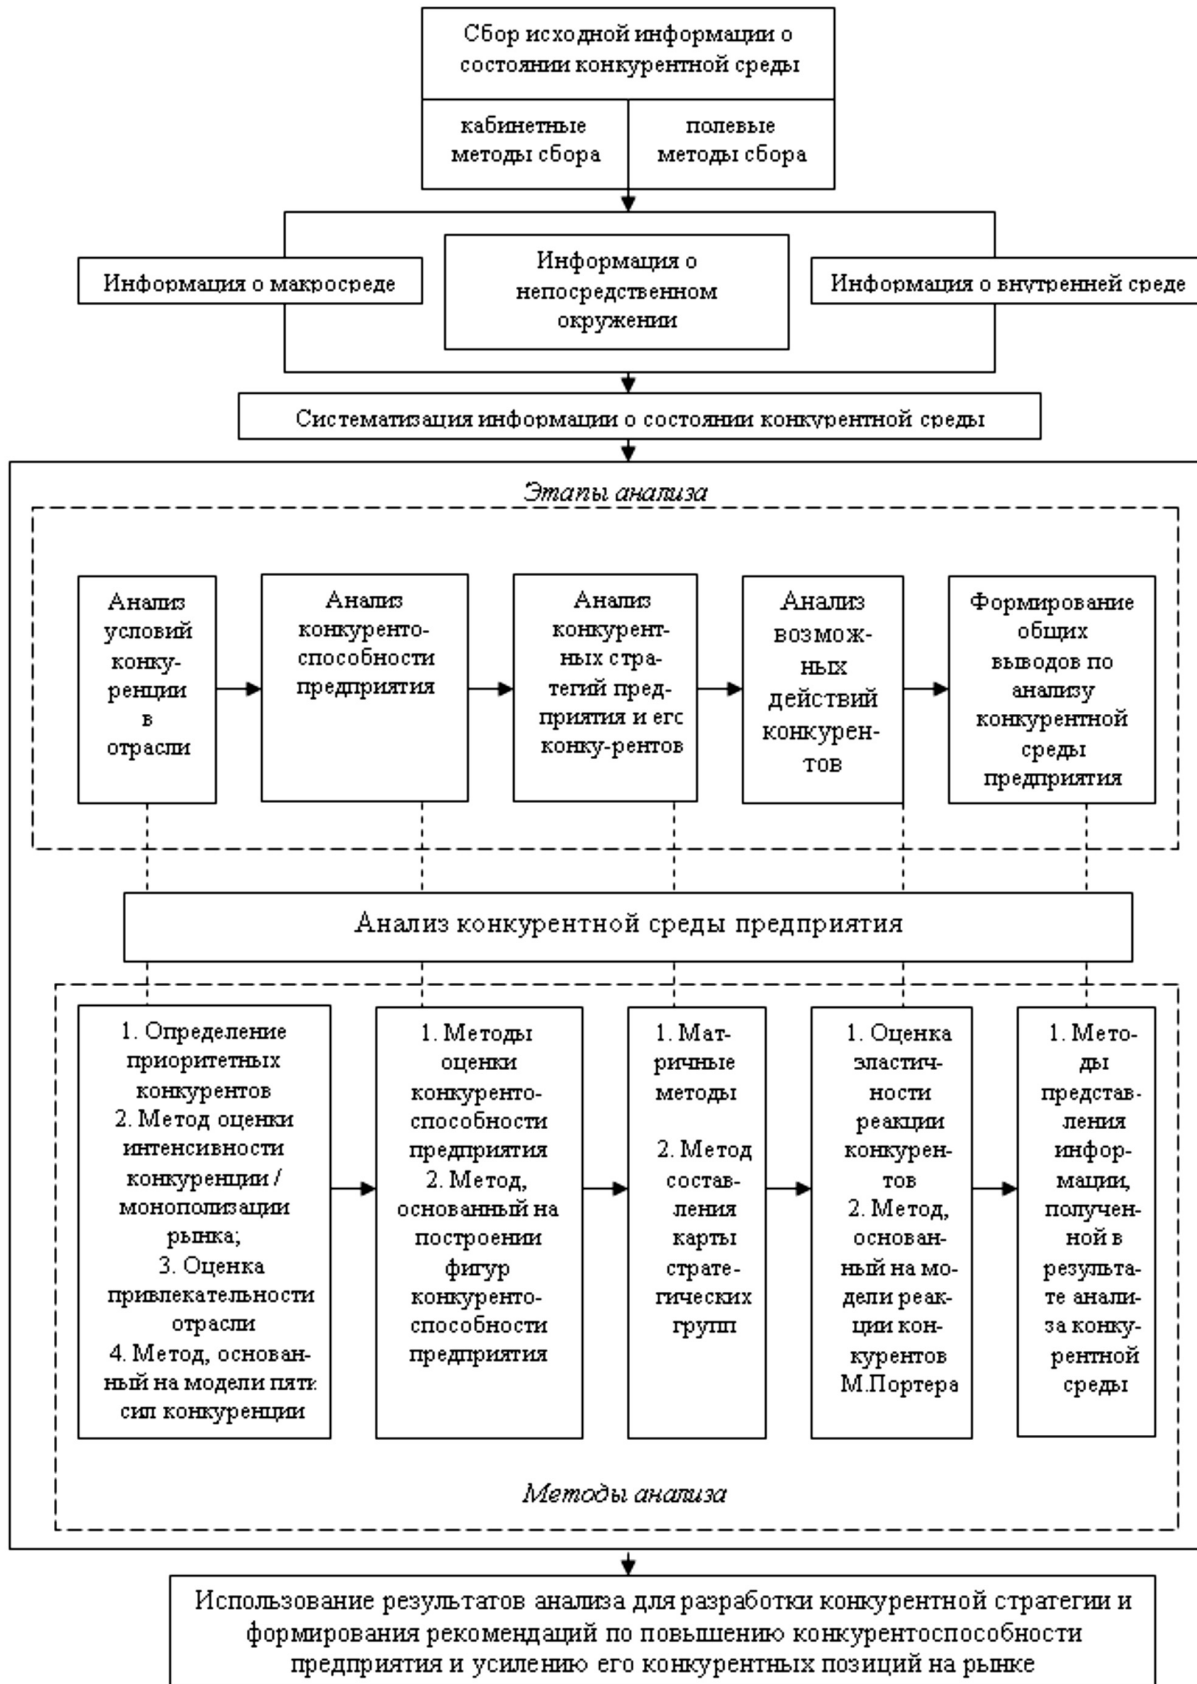 Сбор исходной информации о
состоянии конкурентной среды
кабинетные
методы сбора
полевые
методы сбора
Информация о макросреде
Информация о
непосредственном
окружении
Информация о внутренней среде
Систематизация информации о состоянии конкурентной среды
Этапы анализа
Анализ
условий
конку-
ренции
в
отрасли
Анализ
конкуренто-
способности
предприятия
Анализ
конкурент-
ных стра-
тегий пред-
приятия и его
конку-рентов
Анализ
возмож-
ных
действий
конкурен-
тов
Формирование
общих
выводов по
анализу
конкурентной
среды
предприятия
Анализ конкурентной среды предприятия
1. Определение
приоритетных
конкурентов
2. Метод оценки
интенсивности
конкуренции /
монополизации
рынка;
3. Оценка
привлекательности
отрасли
4. Метод, основан-
ный на модели пяти
сил конкуренции
1. Методы
оценки
конкуренто-
способности
предприятия
2. Метод,
основанный на
построении
фигур
конкуренто-
способности
предприятия
1. Мат-
ричные
методы
2. Метод
состав-
ления
карты
страте-
гических
групп
1. Оценка
эластич-
ности
реакции
конкурен-
тов
2. Метод,
основан-
ный на мо-
дели реак-
ции кон-
курентов
М.Портера
1. Мето-
ды
представ-
ления
инфор-
мации,
получен-
ной в
результа-
те анали-
за конку-
рентной
среды
Методы анализа
Использование результатов анализа для разработки конкурентной стратегии и
формирования рекомендаций по повышению конкурентоспособности
предприятия и усилению его конкурентных позиций на рынке